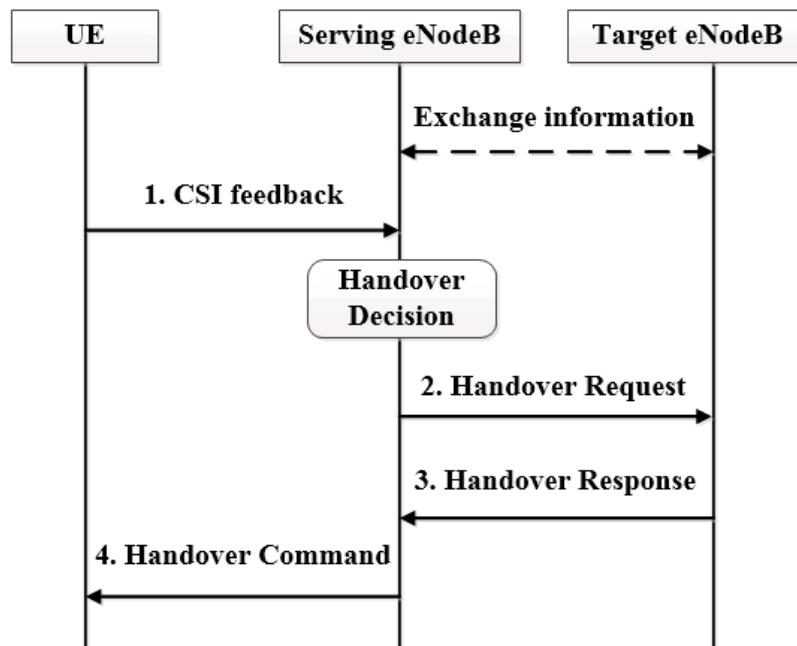 UE
Serving eNodeB
Target eNodeB
Exchange information
1. CSI feedback
Handover
Decision
2. Handover Request
3. Handover Response
4. Handover Command